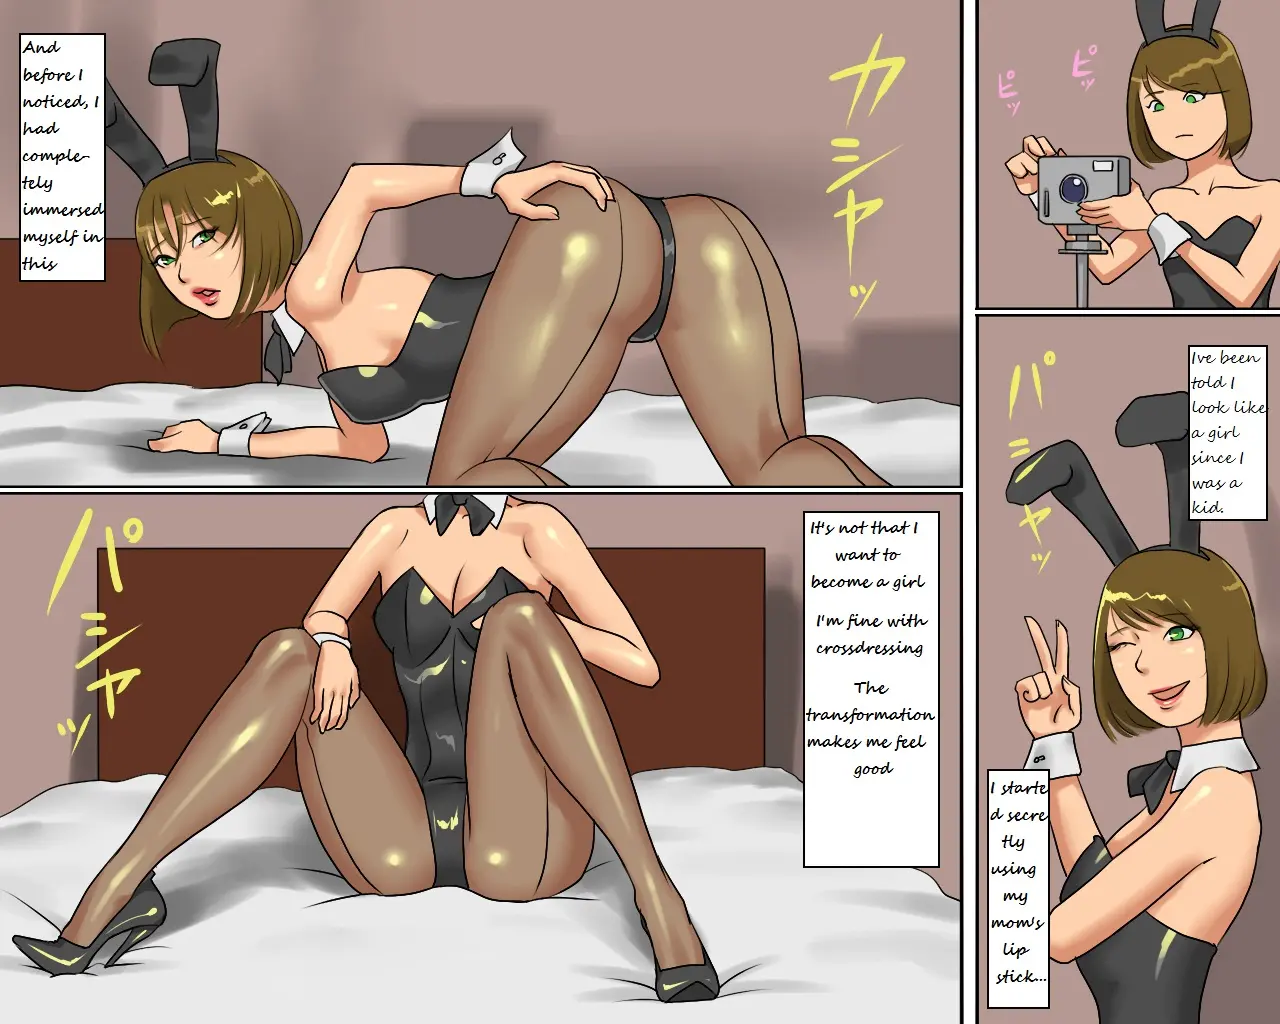 And
before I
noticed, I
had
comple-
tely
immersed
myself in
this
カシャッ
ピッ
ピッ
Ive been
told I
look like
a girl
since I
was a
kid.
パシャッ
I starte
d secre
tly
using
my
mom's
lip
stick...
パシャッ
It's not that I
want to
become a girl
I'm fine with
crossdressing
The
transformation
makes me feel
good